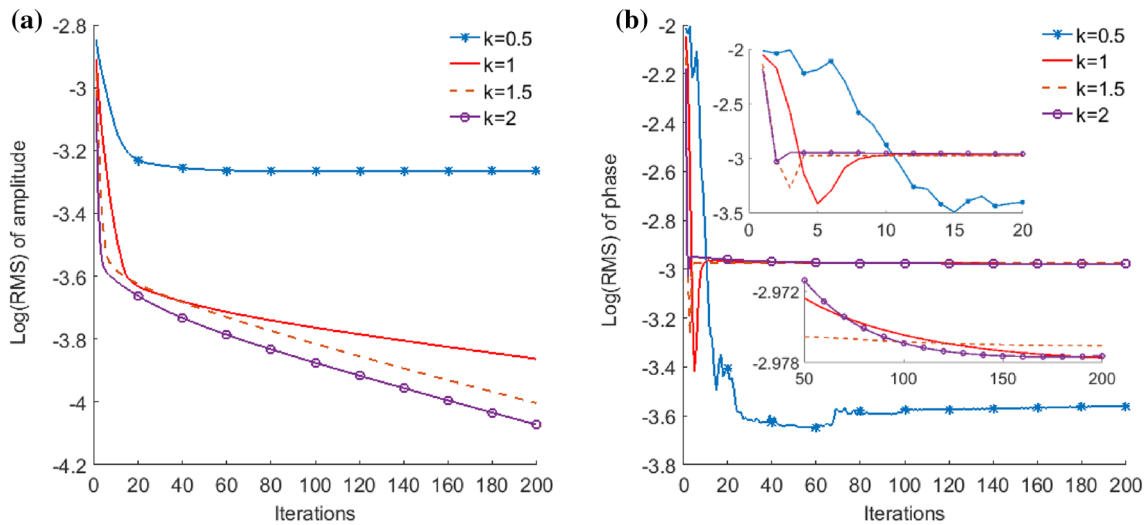 (a)
Log(RMS) of amplitude
-2.8
-3
-3.2
-3.4
-3.6
-3.8
-4
-4.2
0 20 40 60 80 100 120 140 160 180 200
Iterations
k=0.5
k=1
k=1.5
k=2
(b)
Log(RMS) of phase
-2
-2.2
-2.4
-2.6
-2.8
-3
-3.2
-3.4
-3.6
-3.8
0 20 40 60 80 100 120 140 160 180 200
Iterations
k=0.5
k=1
k=1.5
k=2
-2
-2.5
-3
-3.5
0 5 10 15 20
-2.972
-2.978
50 100 150 200